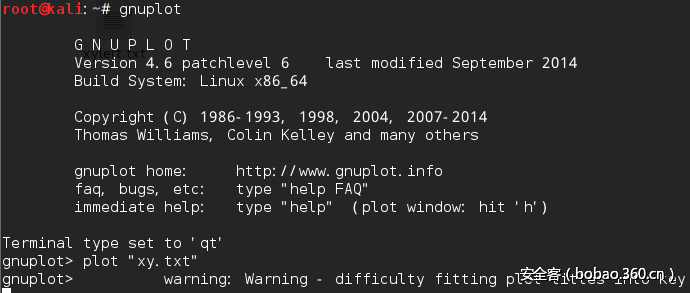 root@kali:~# gnuplot
G N U P L O T
Version 4.6 patchlevel 6    last modified September 2014
Build System: Linux x86_64
Copyright (C) 1986-1993, 1998, 2004, 2007-2014
Thomas Williams, Colin Kelley and many others
gnuplot home:     http://www.gnuplot.info
faq, bugs, etc:   type "help FAQ"
immediate help:   type "help"  (plot window: hit 'h')
Terminal type set to 'qt'
gnuplot> plot "xy.txt"
gnuplot>         warning: Warning - difficulty fitting plot titles into key
安全客 ( bobao.360.cn )